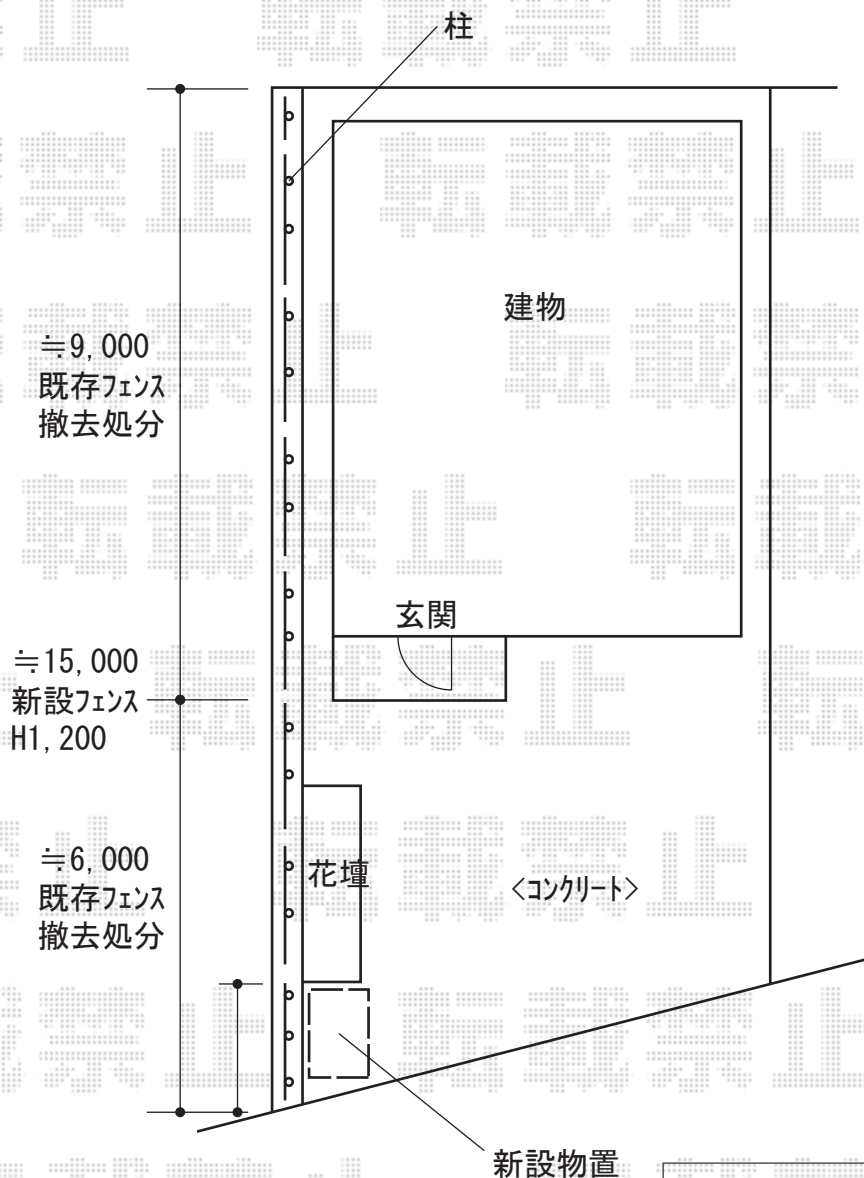 柱
建物
≒9,000
既存フェンス
撤去処分
玄関
≒15,000
新設フェンス
H1,200
≒6,000
既存フェンス
撤去処分
花壇
<コンクリート>
新設物置
転載禁止